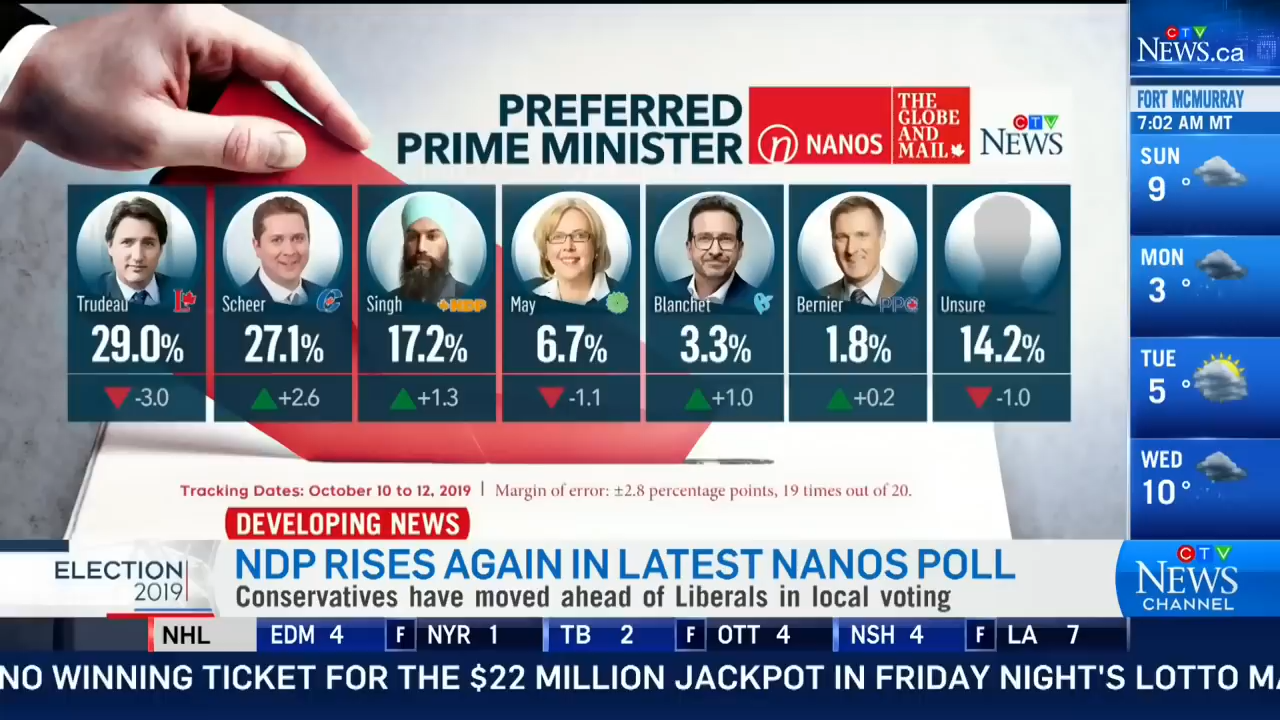 PREFERRED
PRIME MINISTER
n NANOS
THE
GLOBE
AND
MAIL
CTV
NEWS
Trudeau L
29.0%
-3.0
Scheer C
27.1%
+2.6
Singh NDP
17.2%
+1.3
May
6.7%
-1.1
Blanchet
3.3%
+1.0
Bernier PPC
1.8%
+0.2
Unsure
14.2%
-1.0
Tracking Dates: October 10 to 12, 2019 | Margin of error: ±2.8 percentage points, 19 times out of 20.
DEVELOPING NEWS
ELECTION
2019
NDP RISES AGAIN IN LATEST NANOS POLL
Conservatives have moved ahead of Liberals in local voting
NHL EDM 4 F NYR 1 TB 2 F OTT 4 NSH 4 F LA 7
NO WINNING TICKET FOR THE $22 MILLION JACKPOT IN FRIDAY NIGHT'S LOTTO MA
CTV
NEWS.ca
FORT MCMURRAY
7:02 AM MT
SUN
9°
MON
3°
TUE
5°
WED
10°
CTV
NEWS
CHANNEL